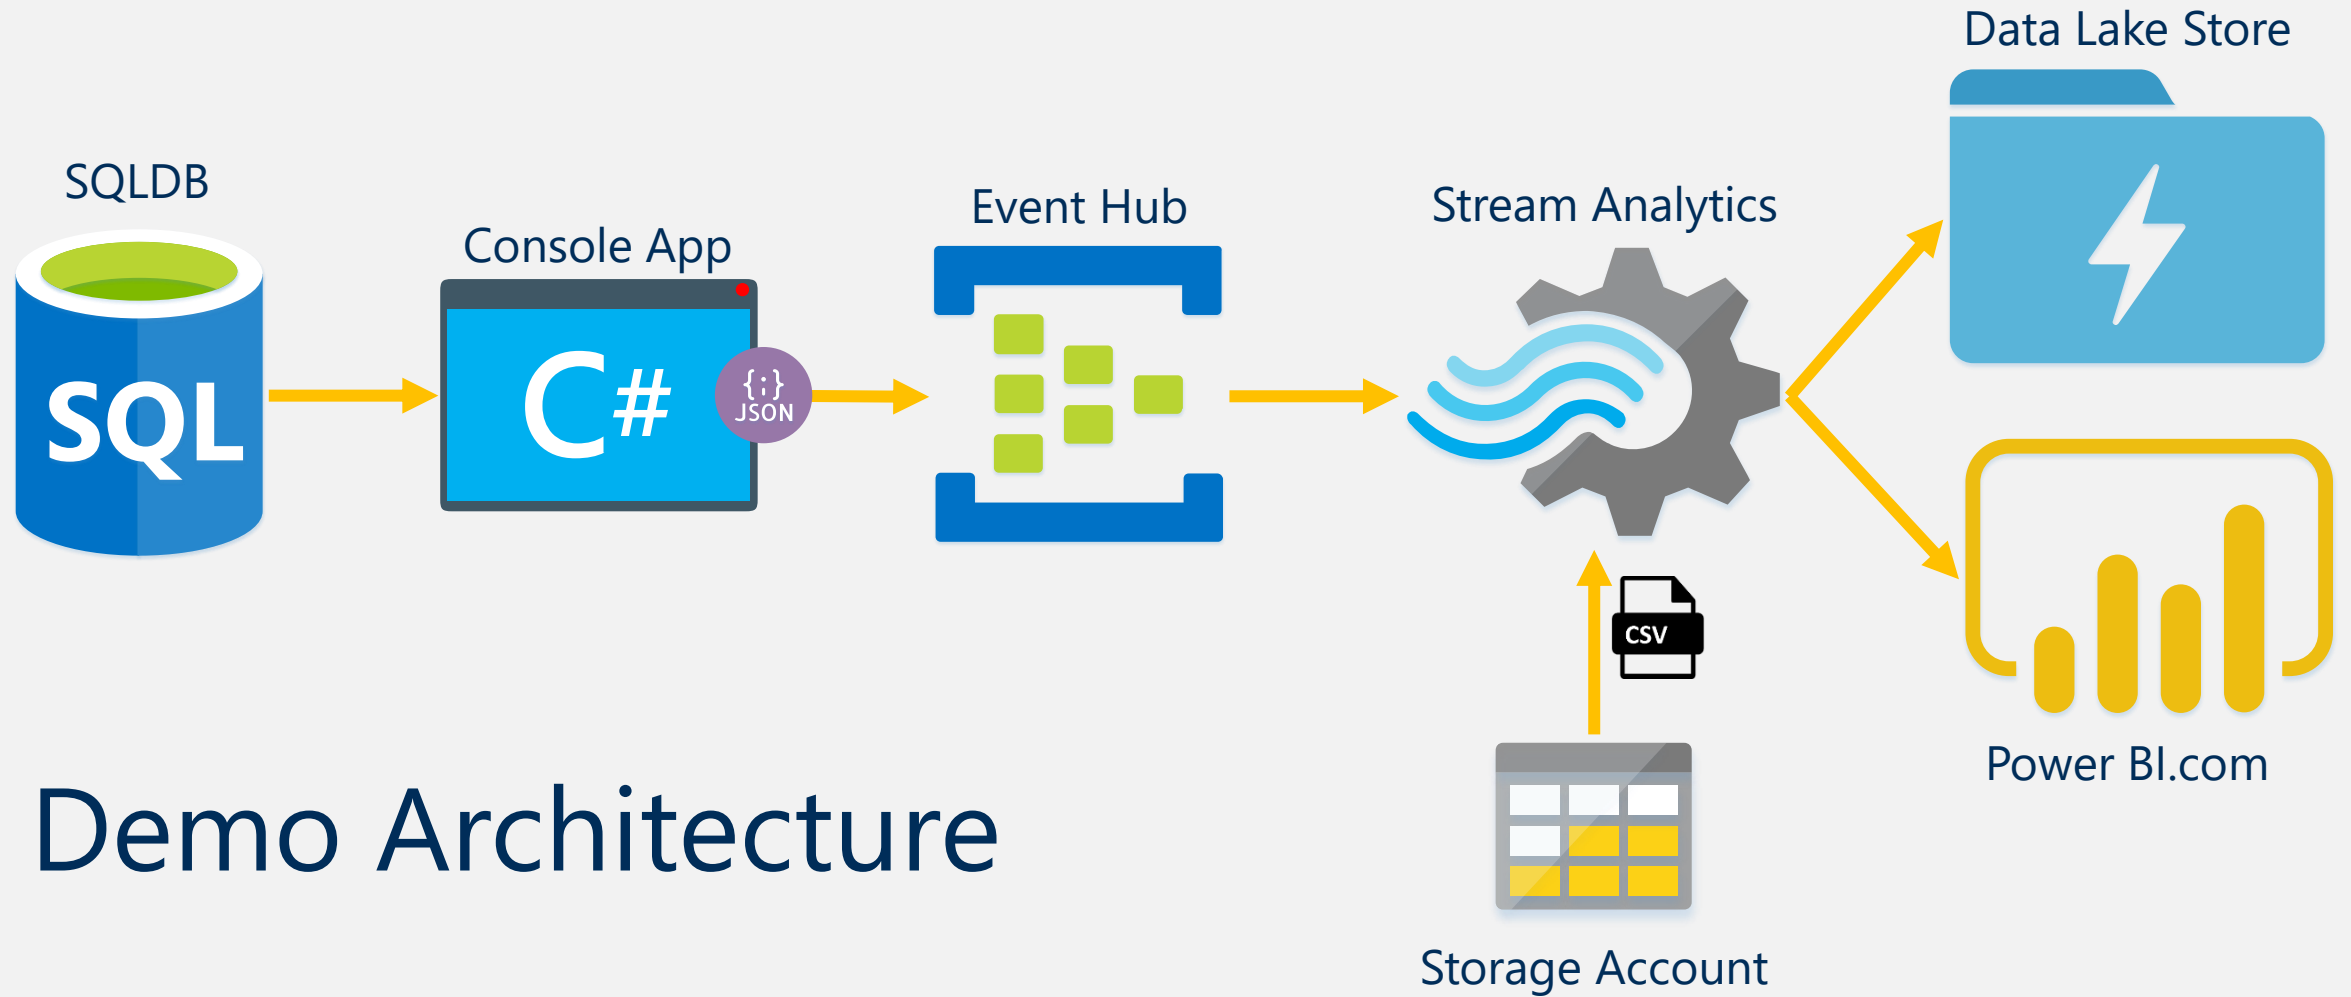 Data Lake Store
SQLDB
Event Hub
Stream Analytics
Console App
SQL
C#
{;}
JSON
CSV
Power BI.com
Demo Architecture
Storage Account